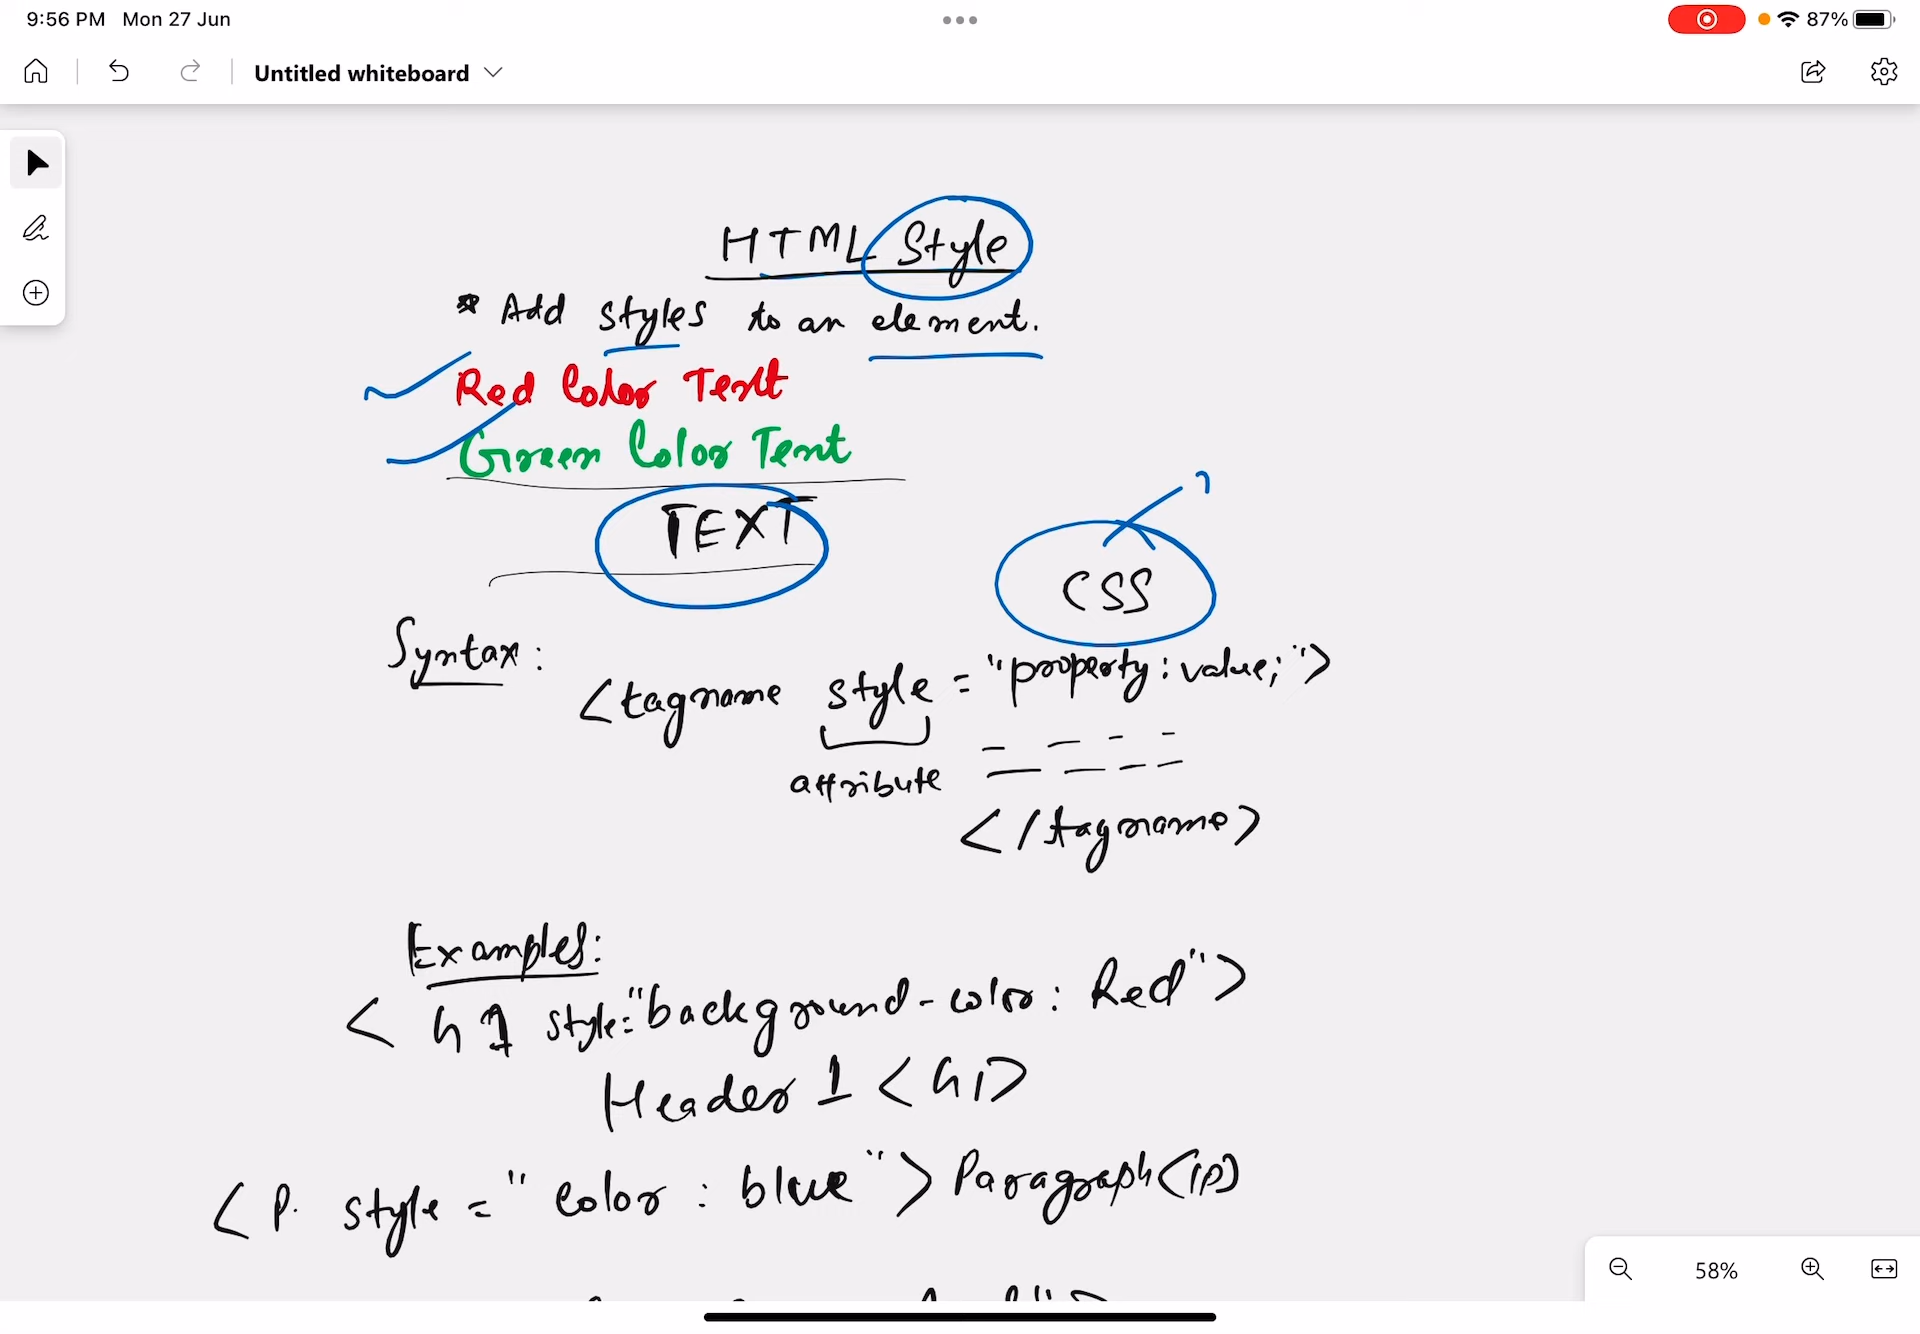 9:56 PM Mon 27 Jun
87%
Untitled whiteboard
HTML Style
* Add styles to an element.
Red Color Text
Green Color Text
TEXT
CSS
Syntax:
<tagname style = "property: value;">
attribute
</tagname>
Examples:
< h1 style="background-color: Red">
Header 1 <h1>
<P. style = "color : blue"> Paragraph</p>
58%